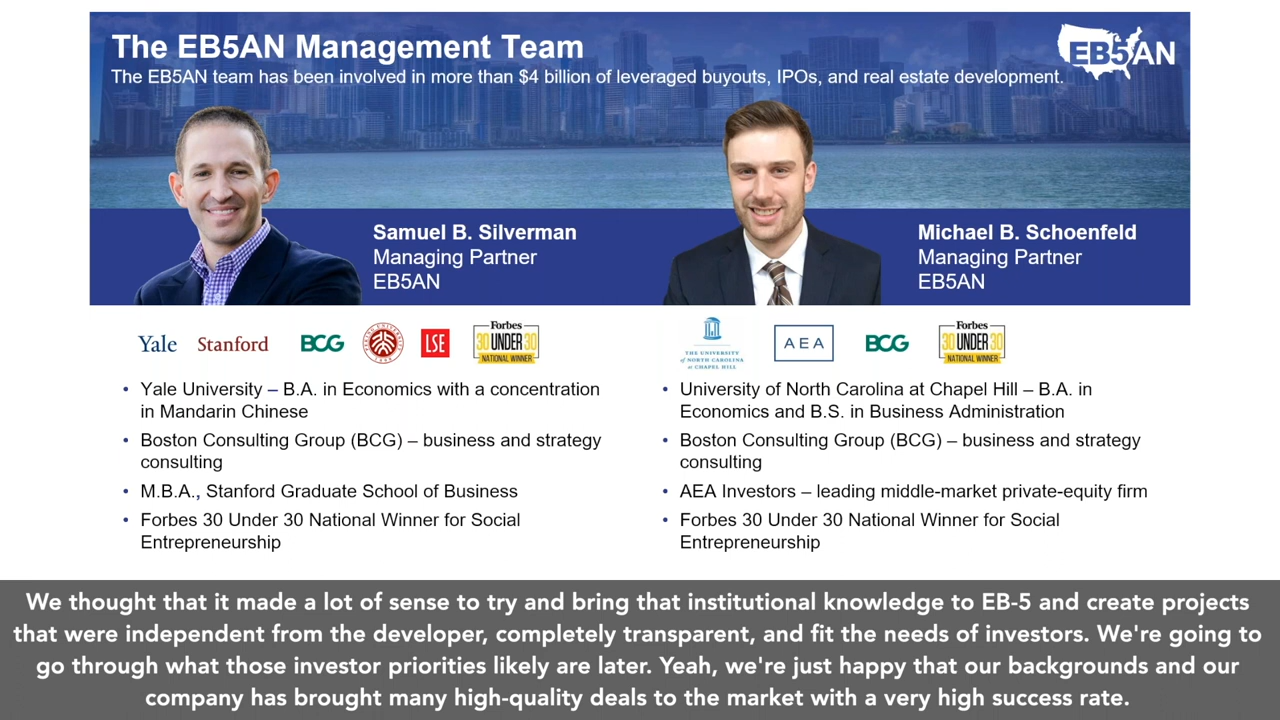 The EB5AN Management Team
The EB5AN team has been involved in more than $4 billion of leveraged buyouts, IPOs, and real estate development.
EB5AN
Samuel B. Silverman
Managing Partner
EB5AN
Michael B. Schoenfeld
Managing Partner
EB5AN
Yale
Stanford
BCG
LSE
Forbes
30 UNDER 30
NATIONAL WINNER
THE UNIVERSITY
of NORTH CAROLINA
at CHAPEL HILL
AEA
BCG
Forbes
30 UNDER 30
NATIONAL WINNER
• Yale University – B.A. in Economics with a concentration
in Mandarin Chinese
• Boston Consulting Group (BCG) – business and strategy
consulting
• M.B.A., Stanford Graduate School of Business
• Forbes 30 Under 30 National Winner for Social
Entrepreneurship
• University of North Carolina at Chapel Hill – B.A. in
Economics and B.S. in Business Administration
• Boston Consulting Group (BCG) – business and strategy
consulting
• AEA Investors – leading middle-market private-equity firm
• Forbes 30 Under 30 National Winner for Social
Entrepreneurship
We thought that it made a lot of sense to try and bring that institutional knowledge to EB-5 and create projects
that were independent from the developer, completely transparent, and fit the needs of investors. We're going to
go through what those investor priorities likely are later. Yeah, we're just happy that our backgrounds and our
company has brought many high-quality deals to the market with a very high success rate.